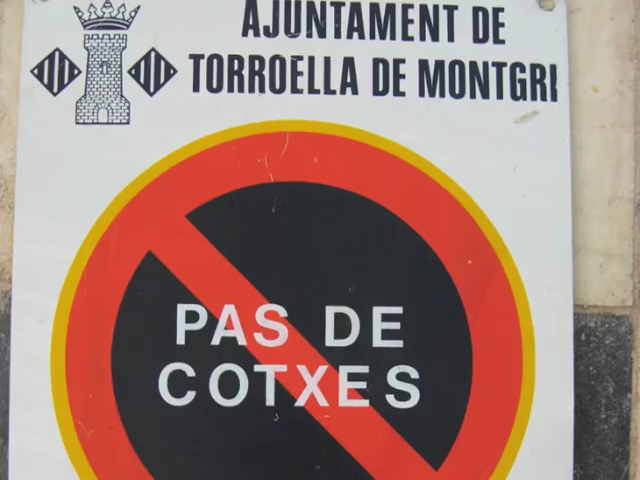 AJUNTAMENT DE
TORROELLA DE MONTGRI
PAS DE
COTXES